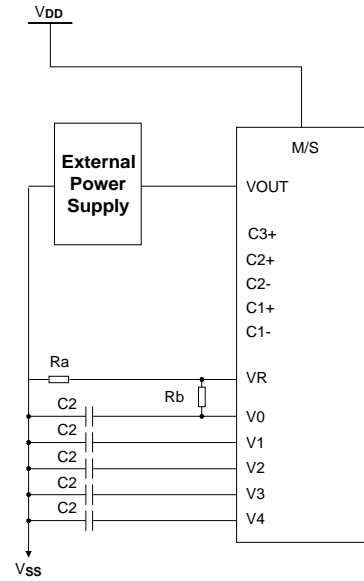 VDD
M/S
External
Power
Supply
VOUT
C3+
C2+
C2-
C1+
C1-
Ra
VR
Rb
C2
V0
C2
V1
C2
V2
C2
V3
C2
V4
VSS